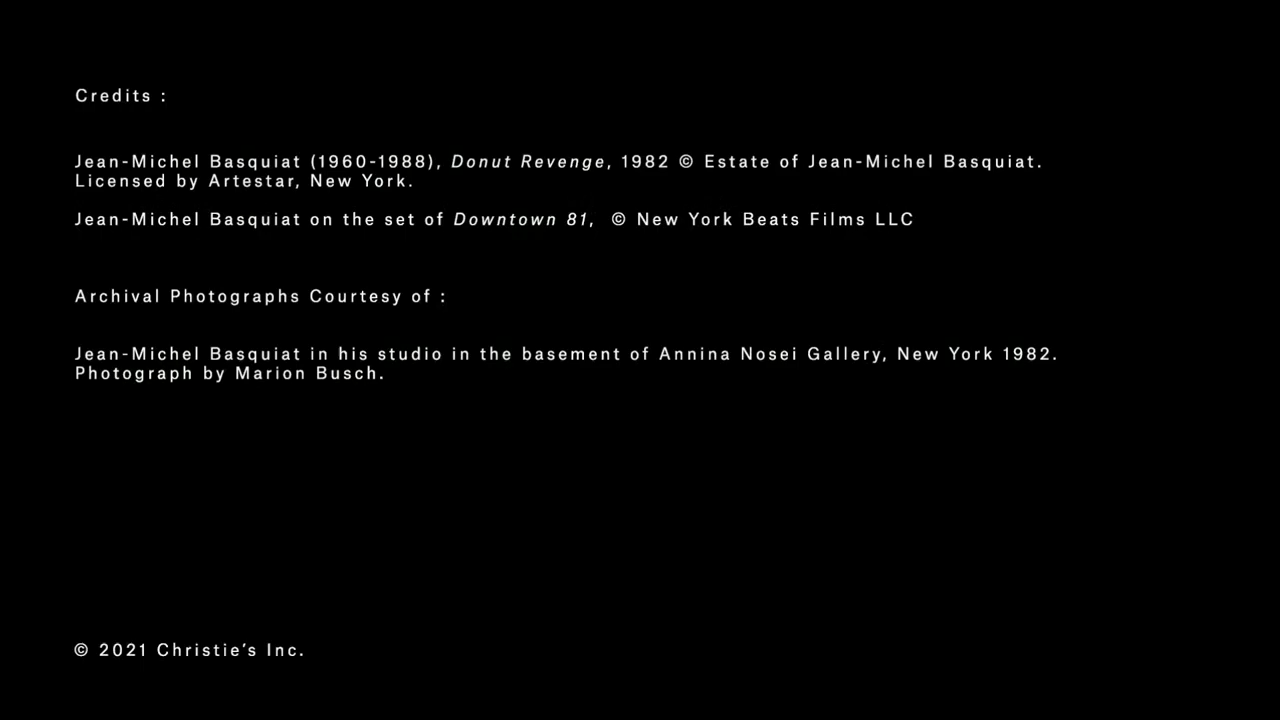 Credits :
Jean-Michel Basquiat (1960-1988), Donut Revenge, 1982 © Estate of Jean-Michel Basquiat.
Licensed by Artestar, New York.
Jean-Michel Basquiat on the set of Downtown 81, © New York Beats Films LLC
Archival Photographs Courtesy of :
Jean-Michel Basquiat in his studio in the basement of Annina Nosei Gallery, New York 1982.
Photograph by Marion Busch.
© 2021 Christie’s Inc.